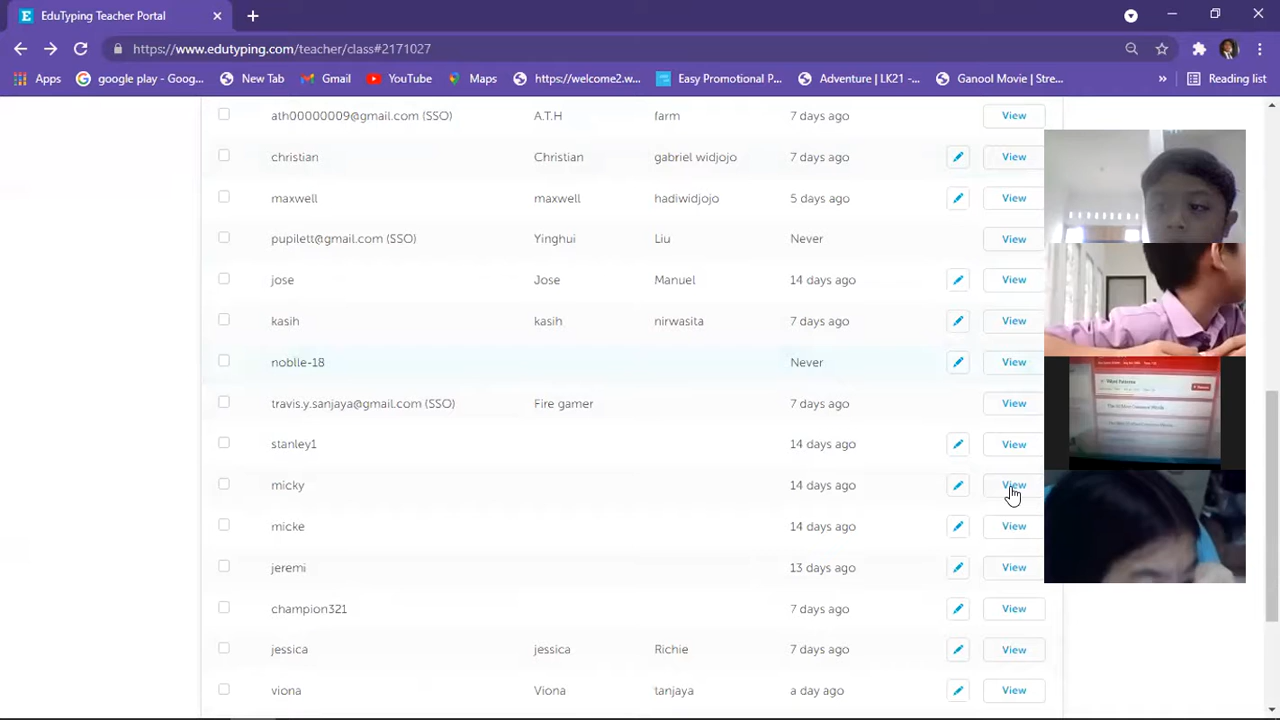 EduTyping Teacher Portal
https://www.edutyping.com/teacher/class#2171027
Apps google play - Goog... New Tab Gmail YouTube Maps https://welcome2.w... Easy Promotional P... Adventure | LK21 -... Ganool Movie | Stre... » Reading list
ath00000009@gmail.com (SSO) A.T.H farm 7 days ago View
christian Christian gabriel widjojo 7 days ago View
maxwell maxwell hadiwidjojo 5 days ago View
pupilett@gmail.com (SSO) Yinghui Liu Never View
jose Jose Manuel 14 days ago View
kasih kasih nirwasita 7 days ago View
noblle-18 Never View
travis.y.sanjaya@gmail.com (SSO) Fire gamer 7 days ago View
stanley1 14 days ago View
micky 14 days ago View
micke 14 days ago View
jeremi 13 days ago View
champion321 7 days ago View
jessica jessica Richie 7 days ago View
viona Viona tanjaya a day ago View